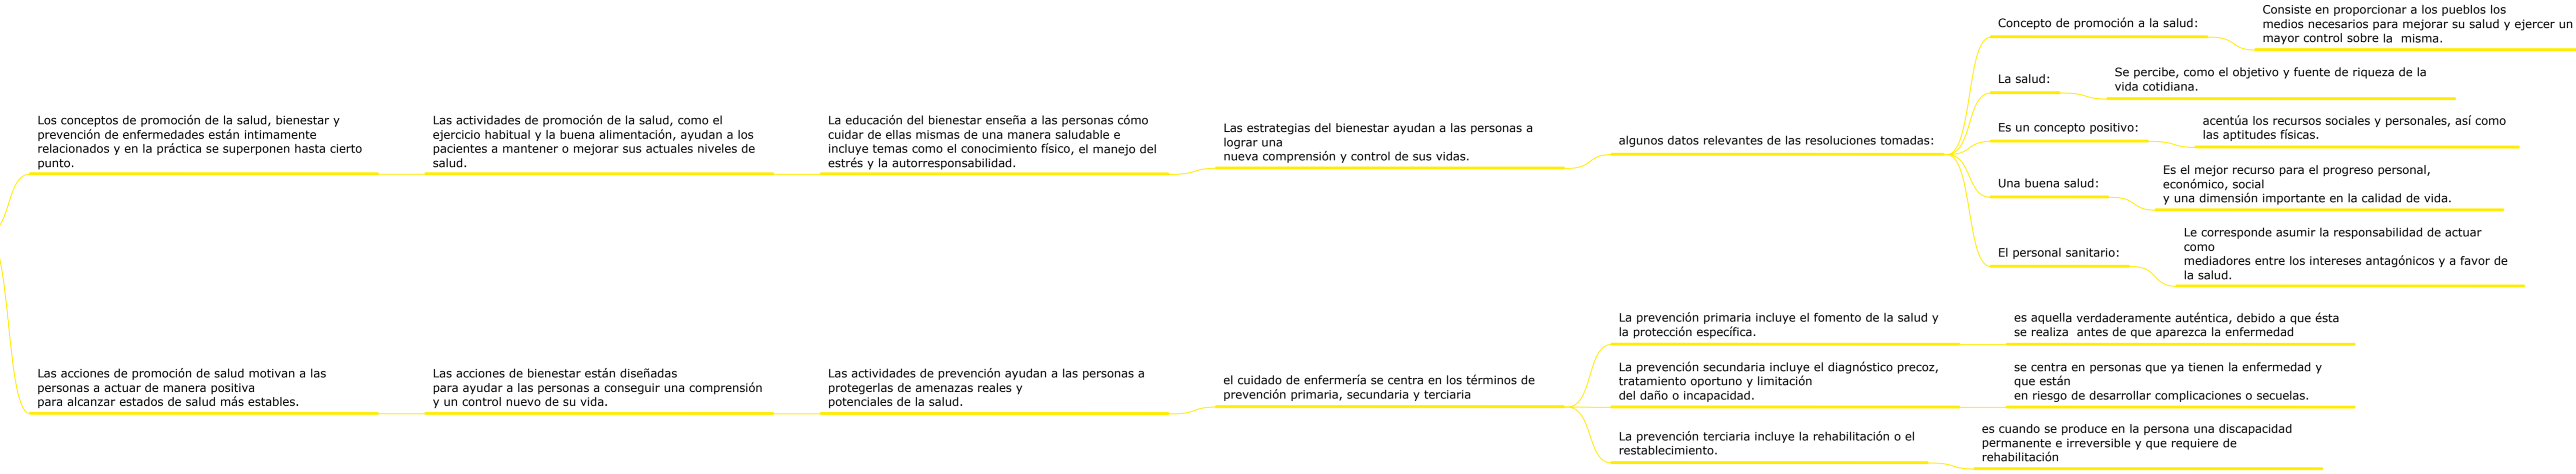 Los conceptos de promoción de la salud, bienestar y
prevención de enfermedades están intimamente
relacionados y en la práctica se superponen hasta cierto
punto.
Las actividades de promoción de la salud, como el
ejercicio habitual y la buena alimentación, ayudan a los
pacientes a mantener o mejorar sus actuales niveles de
salud.
La educación del bienestar enseña a las personas cómo
cuidar de ellas mismas de una manera saludable e
incluye temas como el conocimiento físico, el manejo del
estrés y la autorresponsabilidad.
Las estrategias del bienestar ayudan a las personas a
lograr una
nueva comprensión y control de sus vidas.
algunos datos relevantes de las resoluciones tomadas:
Concepto de promoción a la salud:
Consiste en proporcionar a los pueblos los
medios necesarios para mejorar su salud y ejercer un
mayor control sobre la  misma.
La salud:
Se percibe, como el objetivo y fuente de riqueza de la
vida cotidiana.
Es un concepto positivo:
acentúa los recursos sociales y personales, así como
las aptitudes físicas.
Una buena salud:
Es el mejor recurso para el progreso personal,
económico, social
y una dimensión importante en la calidad de vida.
El personal sanitario:
Le corresponde asumir la responsabilidad de actuar
como
mediadores entre los intereses antagónicos y a favor de
la salud.
Las acciones de promoción de salud motivan a las
personas a actuar de manera positiva
para alcanzar estados de salud más estables.
Las acciones de bienestar están diseñadas
para ayudar a las personas a conseguir una comprensión
y un control nuevo de su vida.
Las actividades de prevención ayudan a las personas a
protegerlas de amenazas reales y
potenciales de la salud.
el cuidado de enfermería se centra en los términos de
prevención primaria, secundaria y terciaria
La prevención primaria incluye el fomento de la salud y
la protección específica.
es aquella verdaderamente auténtica, debido a que ésta
se realiza  antes de que aparezca la enfermedad
La prevención secundaria incluye el diagnóstico precoz,
tratamiento oportuno y limitación
del daño o incapacidad.
se centra en personas que ya tienen la enfermedad y
que están
en riesgo de desarrollar complicaciones o secuelas.
La prevención terciaria incluye la rehabilitación o el
restablecimiento.
es cuando se produce en la persona una discapacidad
permanente e irreversible y que requiere de
rehabilitación